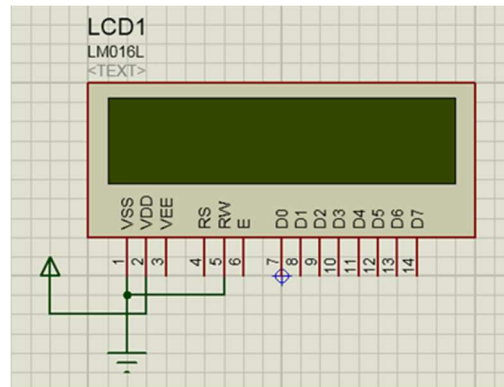 LCD1
LM016L
<TEXT>
VSS VDD VEE RS RW E D0 D1 D2 D3 D4 D5 D6 D7
1 2 3 4 5 6 7 8 9 10 11 12 13 14